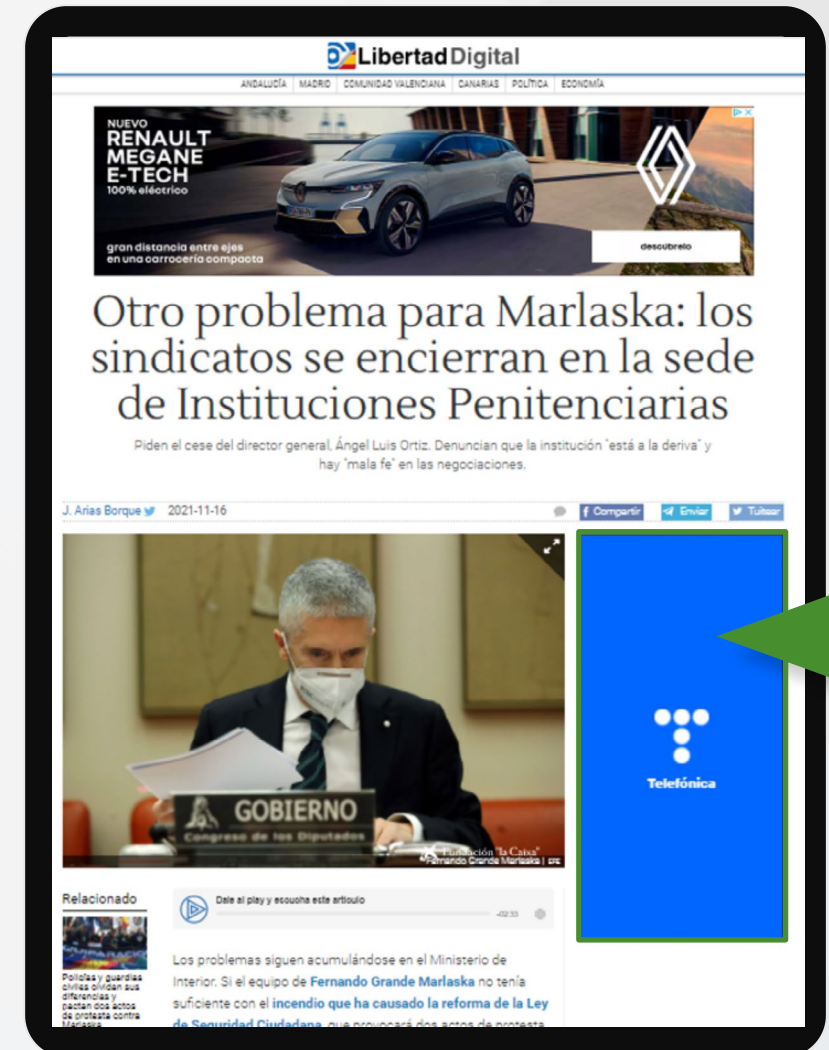 Libertad Digital
ANDALUCÍA MADRID COMUNIDAD VALENCIANA CANARIAS POLÍTICA ECONOMÍA
NUEVO
RENAULT
MEGANE
E-TECH
100% eléctrico
gran distancia entre ejes
en una carrocería compacta
descúbrelo
Otro problema para Marlaska: los
sindicatos se encierran en la sede
de Instituciones Penitenciarias
Piden el cese del director general, Ángel Luis Ortiz. Denuncian que la institución "está a la deriva" y
hay "mala fe" en las negociaciones.
J. Arias Borque 2021-11-16
Compartir Enviar Tuitear
GOBIERNO
Congreso de los Diputados
Fundación "la Caixa"
Fernando Grande Marlaska | EFE
Telefónica
Relacionado
Policías y guardias
civiles olvidan sus
diferencias y
pactan dos actos
de protesta contra
Marlaska
Dale al play y escucha este artículo
-02:33
Los problemas siguen acumulándose en el Ministerio de
Interior. Si el equipo de Fernando Grande Marlaska no tenía
suficiente con el incendio que ha causado la reforma de la Ley
de Seguridad Ciudadana, que provocará dos actos de protesta